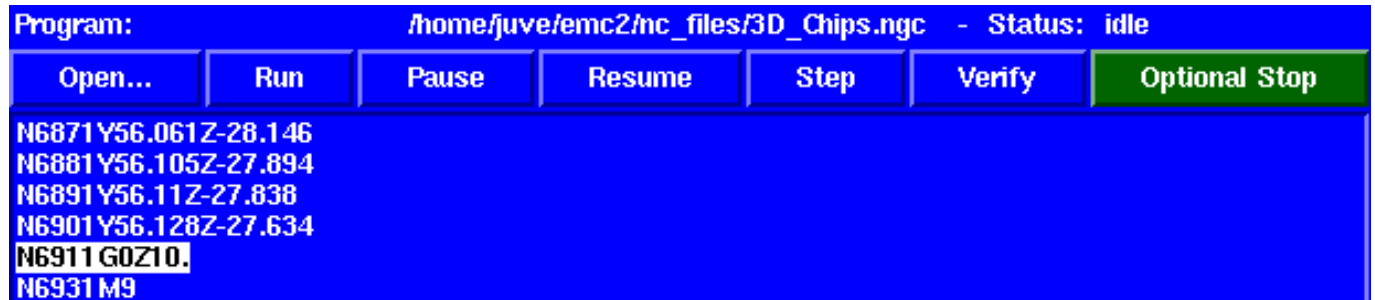 Program: /home/juve/emc2/nc_files/3D_Chips.ngc - Status: idle
Open... Run Pause Resume Step Verify Optional Stop
N6871Y56.061Z-28.146
N6881Y56.105Z-27.894
N6891Y56.11Z-27.838
N6901Y56.128Z-27.634
N6911G0Z10.
N6931M9